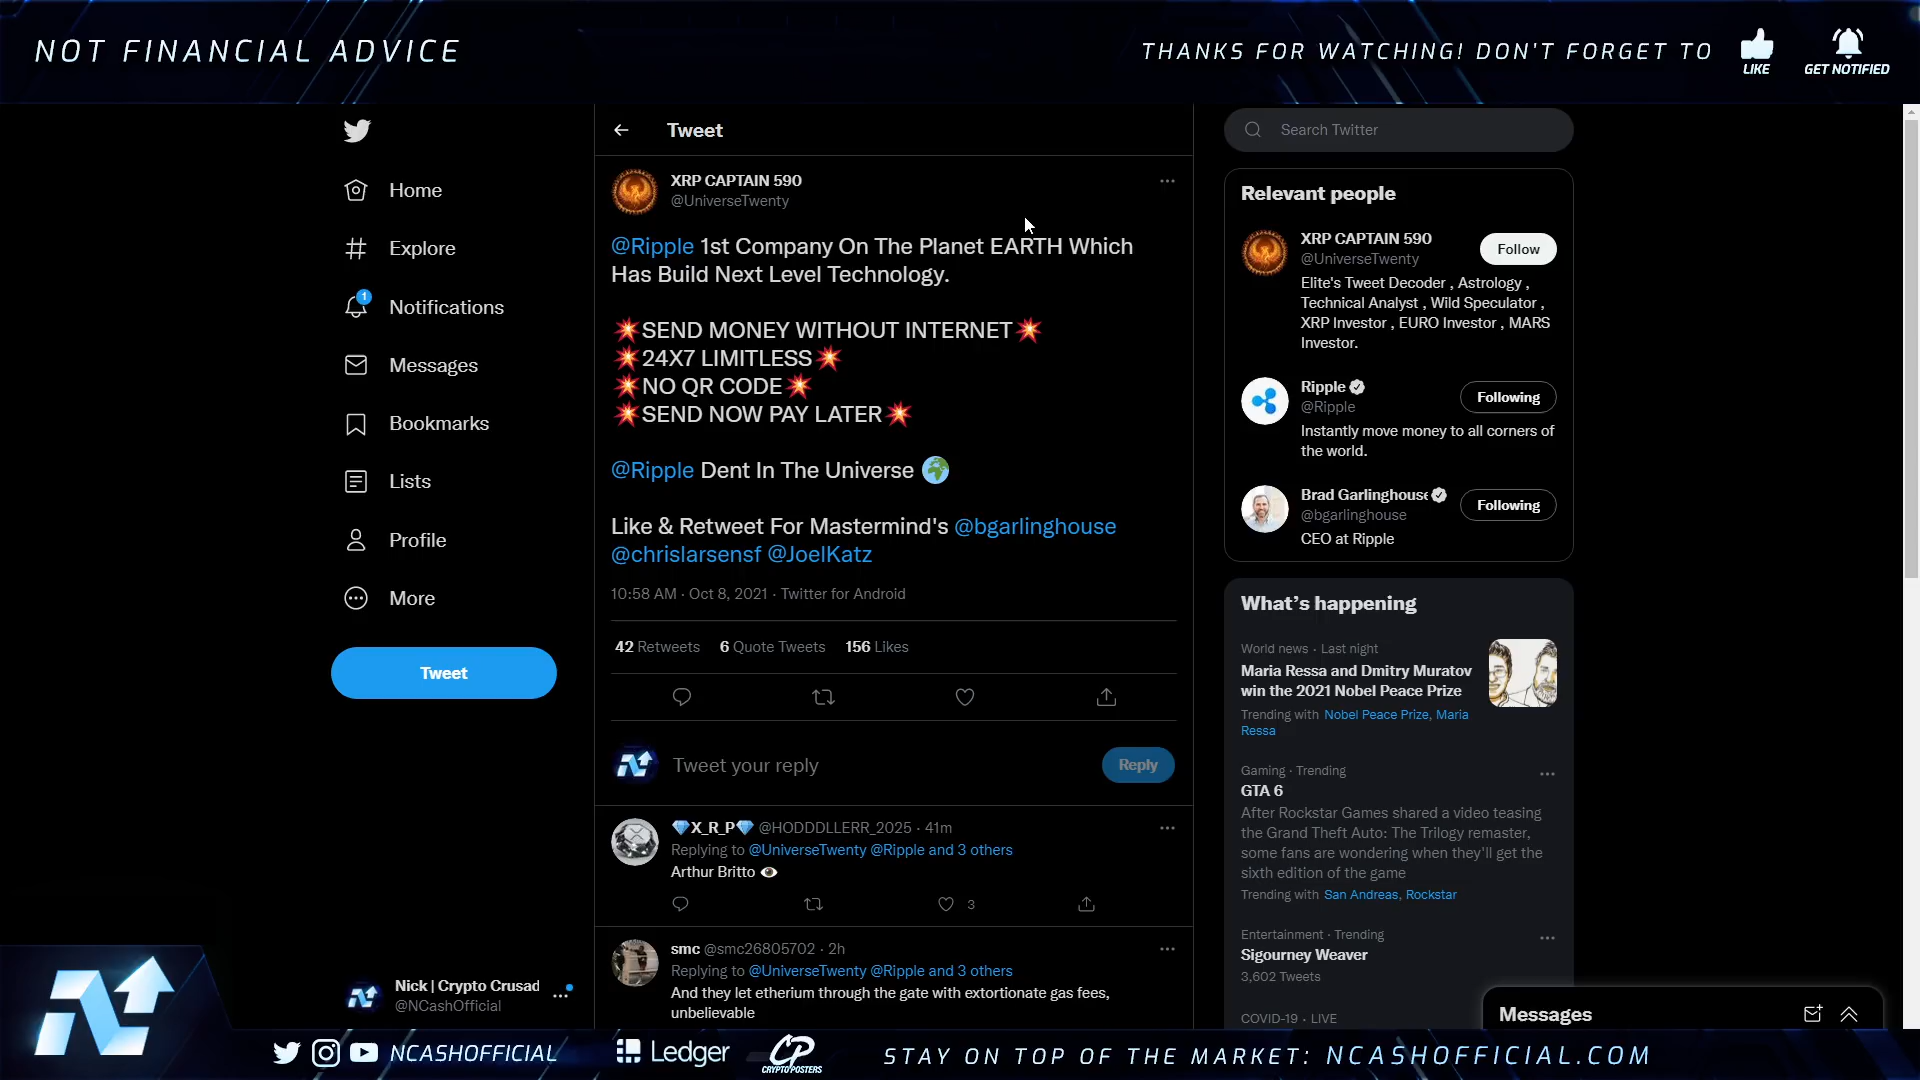 NOT FINANCIAL ADVICE
THANKS FOR WATCHING! DON'T FORGET TO
LIKE
GET NOTIFIED
Home
Explore
1
Notifications
Messages
Bookmarks
Lists
Profile
More
Tweet
Nick | Crypto Crusad
@NCashOfficial
Tweet
XRP CAPTAIN 590
@UniverseTwenty
@Ripple 1st Company On The Planet EARTH Which
Has Build Next Level Technology.
💥SEND MONEY WITHOUT INTERNET💥
💥24X7 LIMITLESS💥
💥NO QR CODE💥
💥SEND NOW PAY LATER💥
@Ripple Dent In The Universe 🌍
Like & Retweet For Mastermind's @bgarlinghouse
@chrislarsensf @JoelKatz
10:58 AM · Oct 8, 2021 · Twitter for Android
42 Retweets 6 Quote Tweets 156 Likes
Tweet your reply
Reply
💎X_R_P💎 @HODDDLLERR_2025 · 41m
Replying to @UniverseTwenty @Ripple and 3 others
Arthur Britto 👁
3
smc @smc26805702 · 2h
Replying to @UniverseTwenty @Ripple and 3 others
And they let etherium through the gate with extortionate gas fees,
unbelievable
Search Twitter
Relevant people
XRP CAPTAIN 590
@UniverseTwenty
Follow
Elite's Tweet Decoder , Astrology ,
Technical Analyst , Wild Speculator ,
XRP Investor , EURO Investor , MARS
Investor.
Ripple
@Ripple
Following
Instantly move money to all corners of
the world.
Brad Garlinghouse
@bgarlinghouse
Following
CEO at Ripple
What's happening
World news · Last night
Maria Ressa and Dmitry Muratov
win the 2021 Nobel Peace Prize
Trending with Nobel Peace Prize, Maria
Ressa
Gaming · Trending
GTA 6
After Rockstar Games shared a video teasing
the Grand Theft Auto: The Trilogy remaster,
some fans are wondering when they'll get the
sixth edition of the game
Trending with San Andreas, Rockstar
Entertainment · Trending
Sigourney Weaver
3,602 Tweets
COVID-19 · LIVE
Messages
NCASHOFFICIAL
Ledger
CP
CRYPTOPOSTERS
STAY ON TOP OF THE MARKET: NCASHOFFICIAL.COM